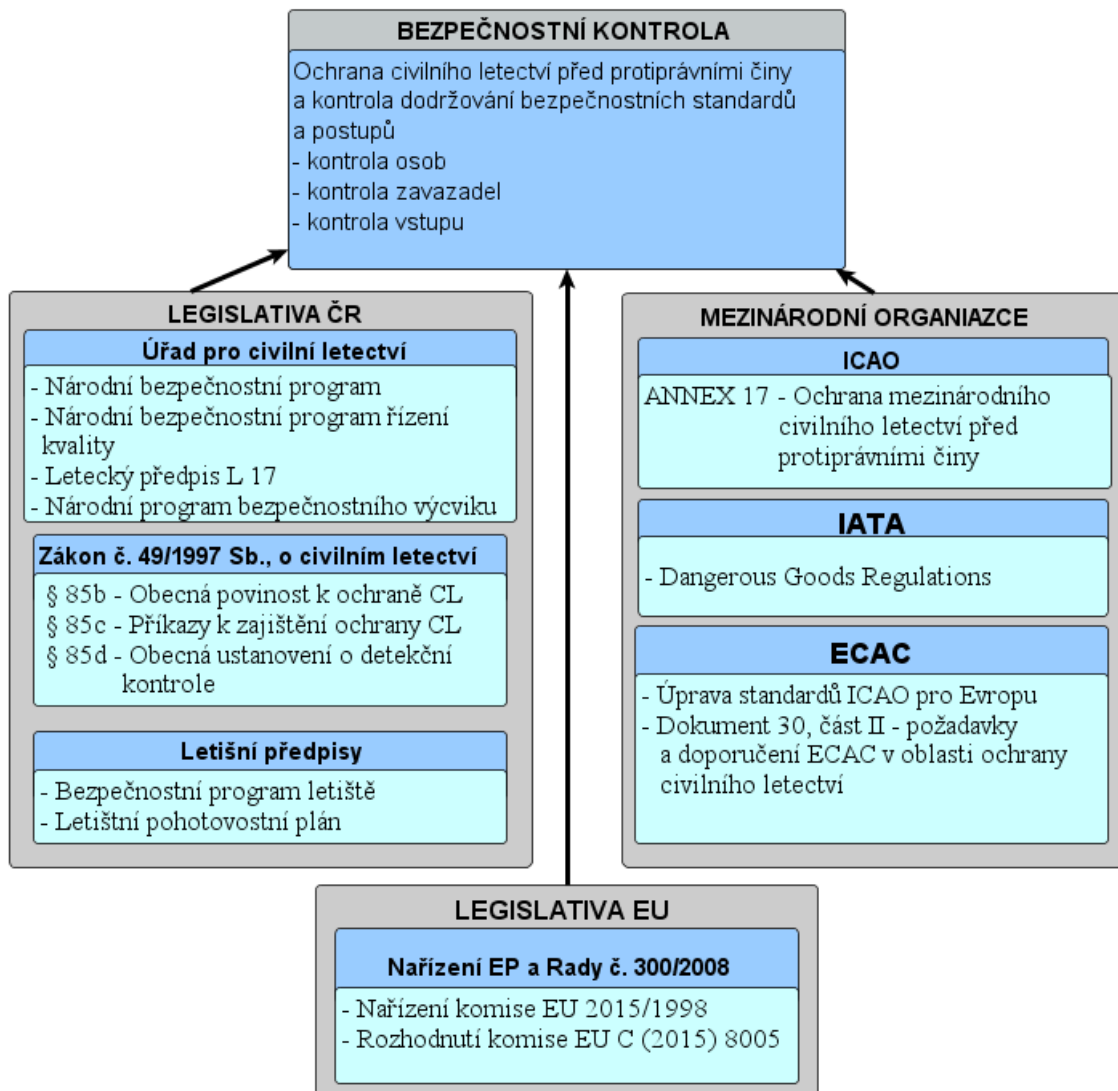 BEZPEČNOSTNÍ KONTROLA
Ochrana civilního letectví před protiprávními činy
a kontrola dodržování bezpečnostních standardů
a postupů
- kontrola osob
- kontrola zavazadel
- kontrola vstupu
LEGISLATIVA ČR
Úřad pro civilní letectví
- Národní bezpečnostní program
- Národní bezpečnostní program řízení
kvality
- Letecký předpis L 17
- Národní program bezpečnostního výcviku
Zákon č. 49/1997 Sb., o civilním letectví
§ 85b - Obecná povinost k ochraně CL
§ 85c - Příkazy k zajištění ochrany CL
§ 85d - Obecná ustanovení o detekční
kontrole
Letišní předpisy
- Bezpečnostní program letiště
- Letištní pohotovostní plán
MEZINÁRODNÍ ORGANIAZCE
ICAO
ANNEX 17 - Ochrana mezinárodního
civilního letectví před
protiprávními činy
IATA
- Dangerous Goods Regulations
ECAC
- Úprava standardů ICAO pro Evropu
- Dokument 30, část II - požadavky
a doporučení ECAC v oblasti ochrany
civilního letectví
LEGISLATIVA EU
Nařízení EP a Rady č. 300/2008
- Nařízení komise EU 2015/1998
- Rozhodnutí komise EU C (2015) 8005